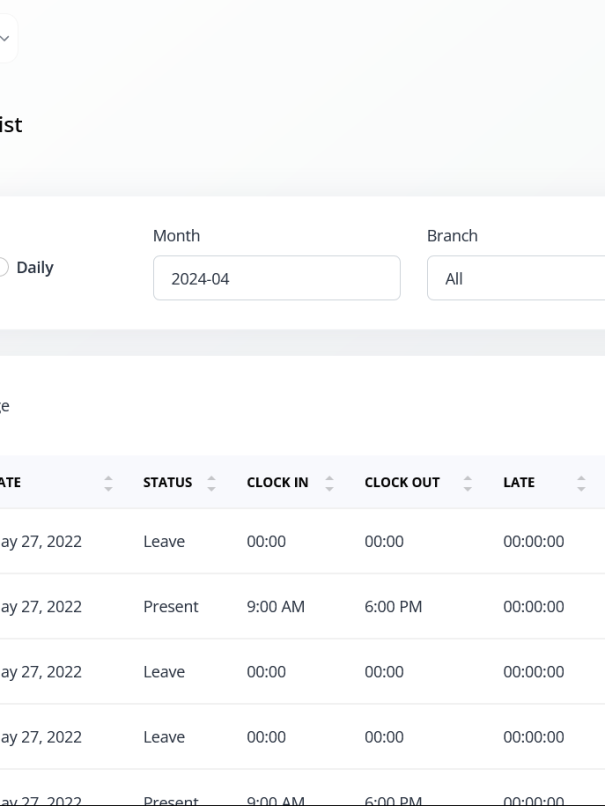 ist
Daily
Month
2024-04
Branch
All
ge
ATE STATUS CLOCK IN CLOCK OUT LATE
ay 27, 2022 Leave 00:00 00:00 00:00:00
ay 27, 2022 Present 9:00 AM 6:00 PM 00:00:00
ay 27, 2022 Leave 00:00 00:00 00:00:00
ay 27, 2022 Leave 00:00 00:00 00:00:00
ay 27, 2022 Present 9:00 AM 6:00 PM 00:00:00